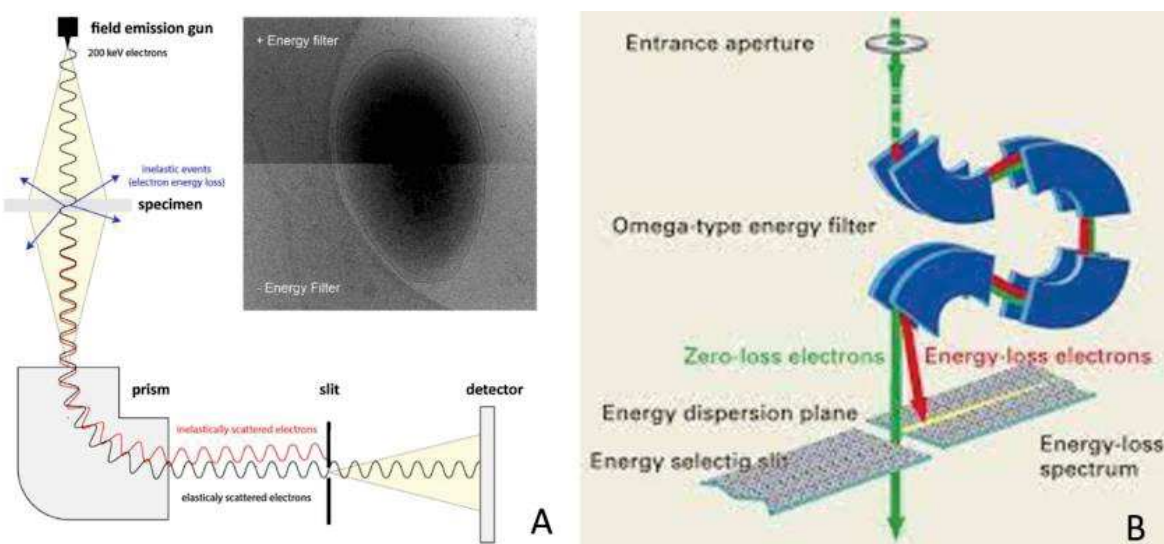 field emission gun
200 keV electrons
inelastic events
(electron energy loss)
specimen
+ Energy filter
- Energy Filter
prism
slit
detector
inelastically scattered electrons
elasticaly scattered electrons
A
Entrance aperture
Omega-type energy filter
Zero-loss electrons
Energy-loss electrons
Energy dispersion plane
Energy selectig slit
Energy-loss
spectrum
B